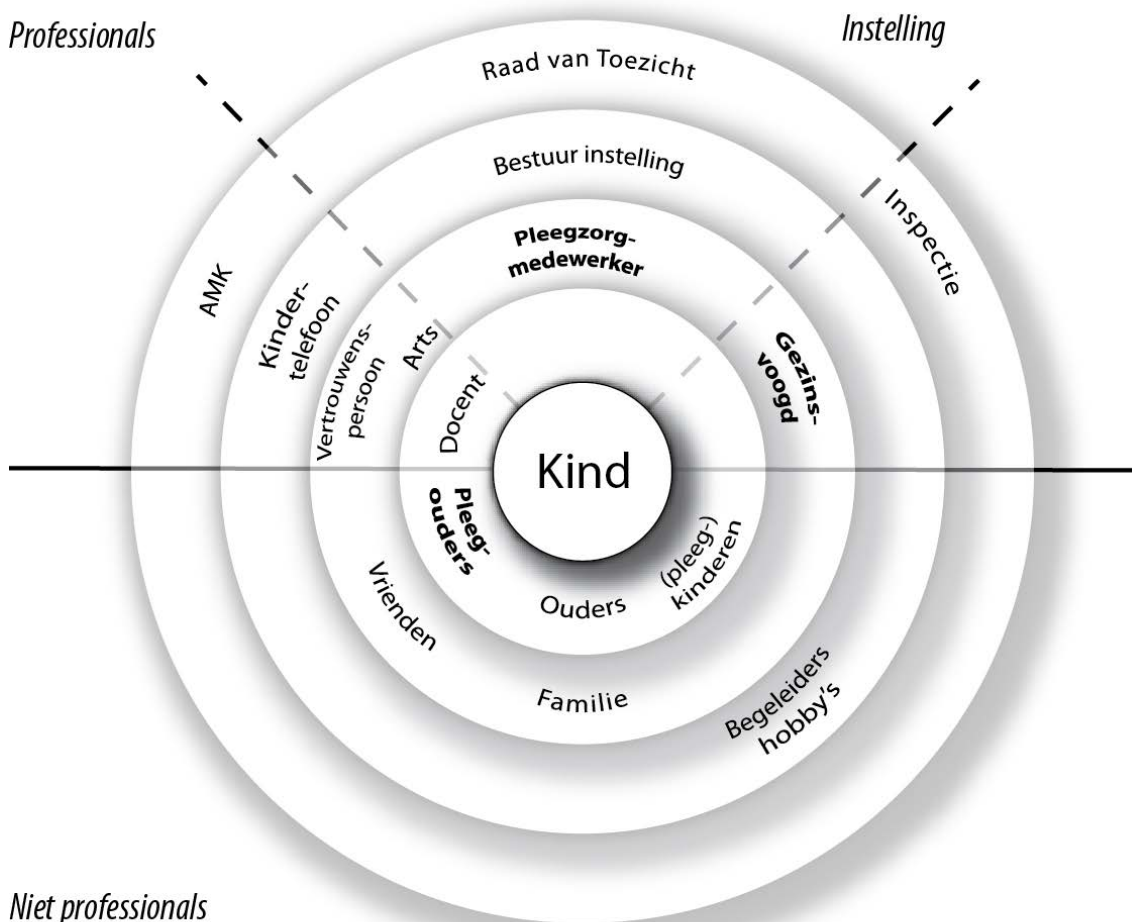 Professionals
Instelling
Raad van Toezicht
Bestuur instelling
Pleegzorg-
medewerker
Inspectie
AMK
Kinder-
telefoon
Vertrouwens-
persoon
Arts
Docent
Gezins-
voogd
Kind
Pleeg-
ouders
Ouders
(pleeg-)
kinderen
Vrienden
Familie
Begeleiders
hobby's
Niet professionals